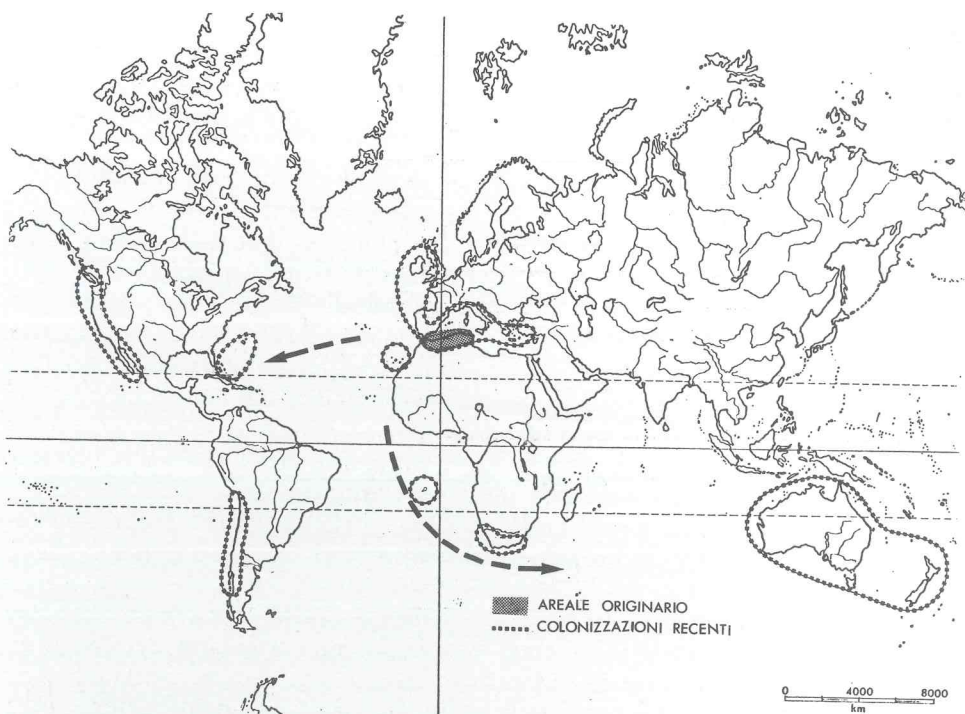 AREALE ORIGINARIO
COLONIZZAZIONI RECENTI
0 4000 8000
km